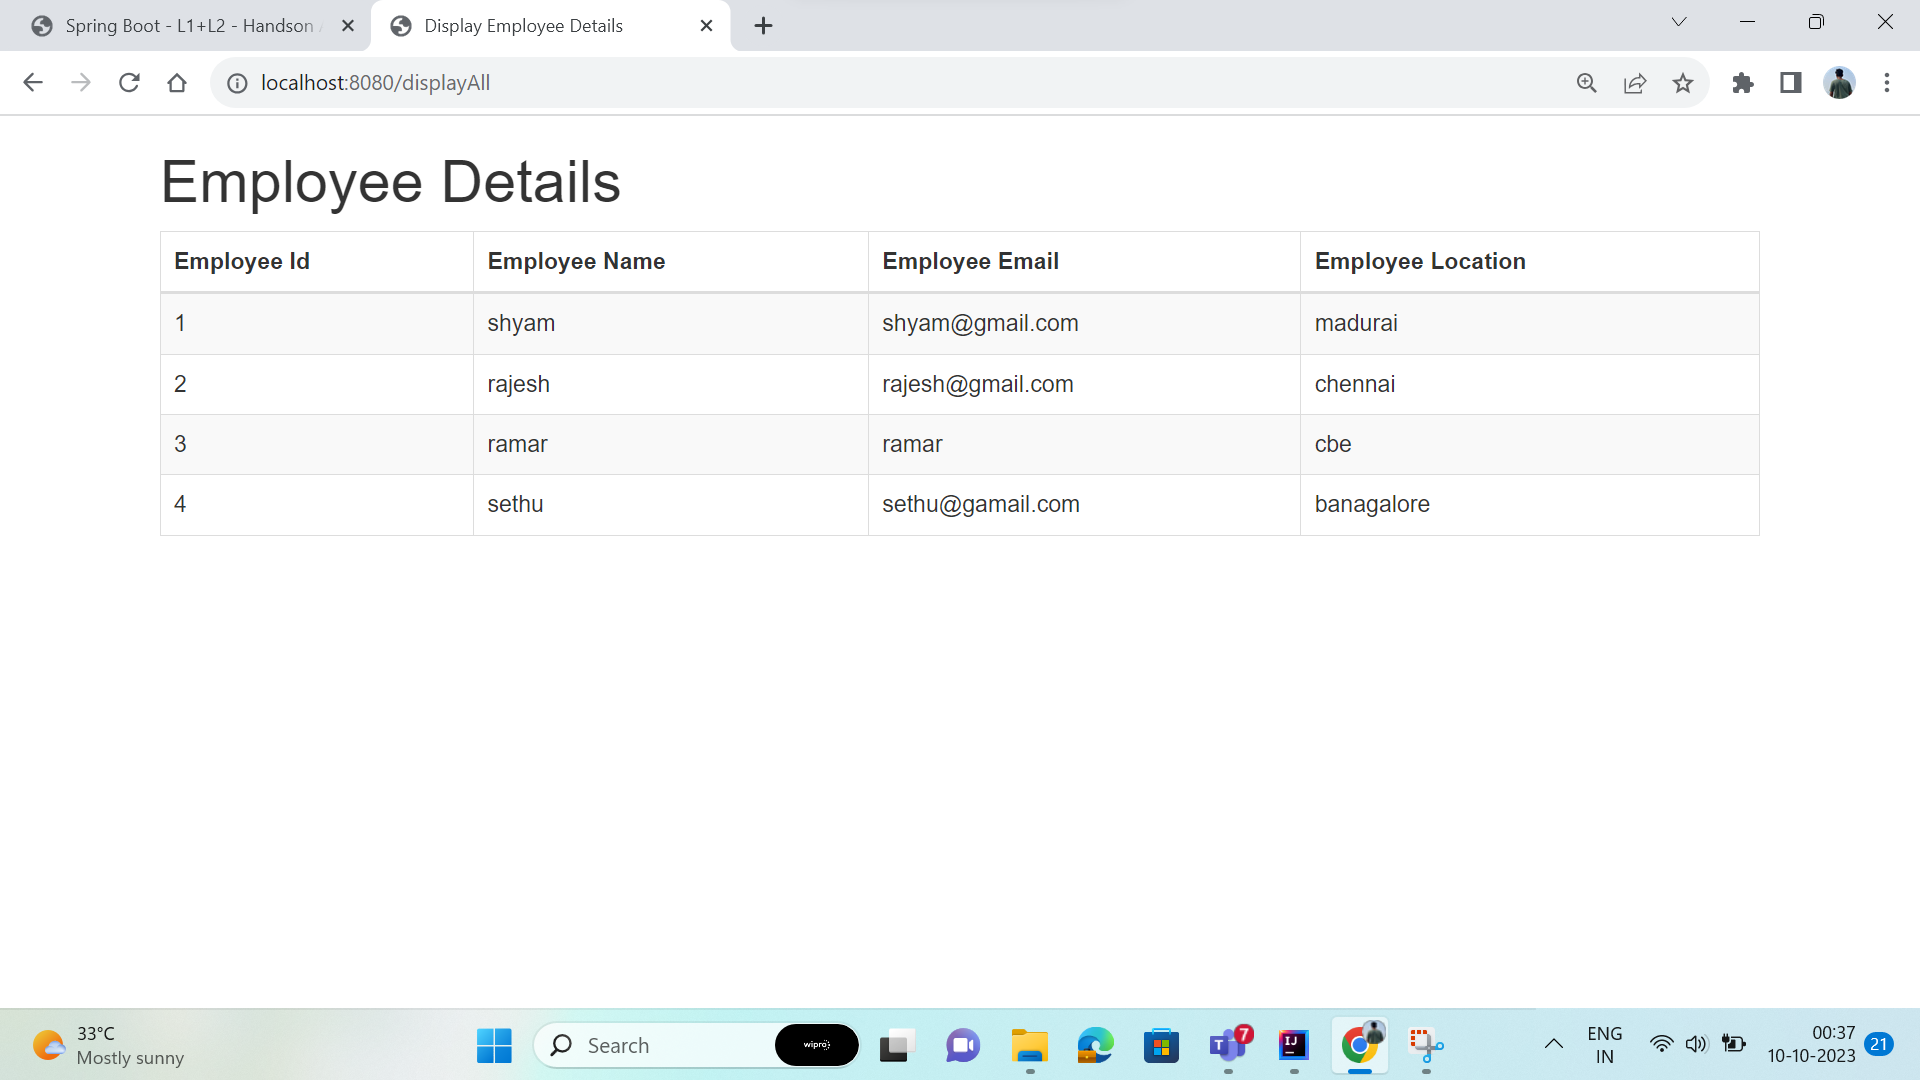 Spring Boot - L1+L2 - Handson
Display Employee Details
localhost:8080/displayAll
Employee Details
Employee Id Employee Name Employee Email Employee Location
1 shyam shyam@gmail.com madurai
2 rajesh rajesh@gmail.com chennai
3 ramar ramar cbe
4 sethu sethu@gamail.com banagalore
33°C
Mostly sunny
Search
wipro
T
7
IJ
ENG
IN
00:37
10-10-2023
21